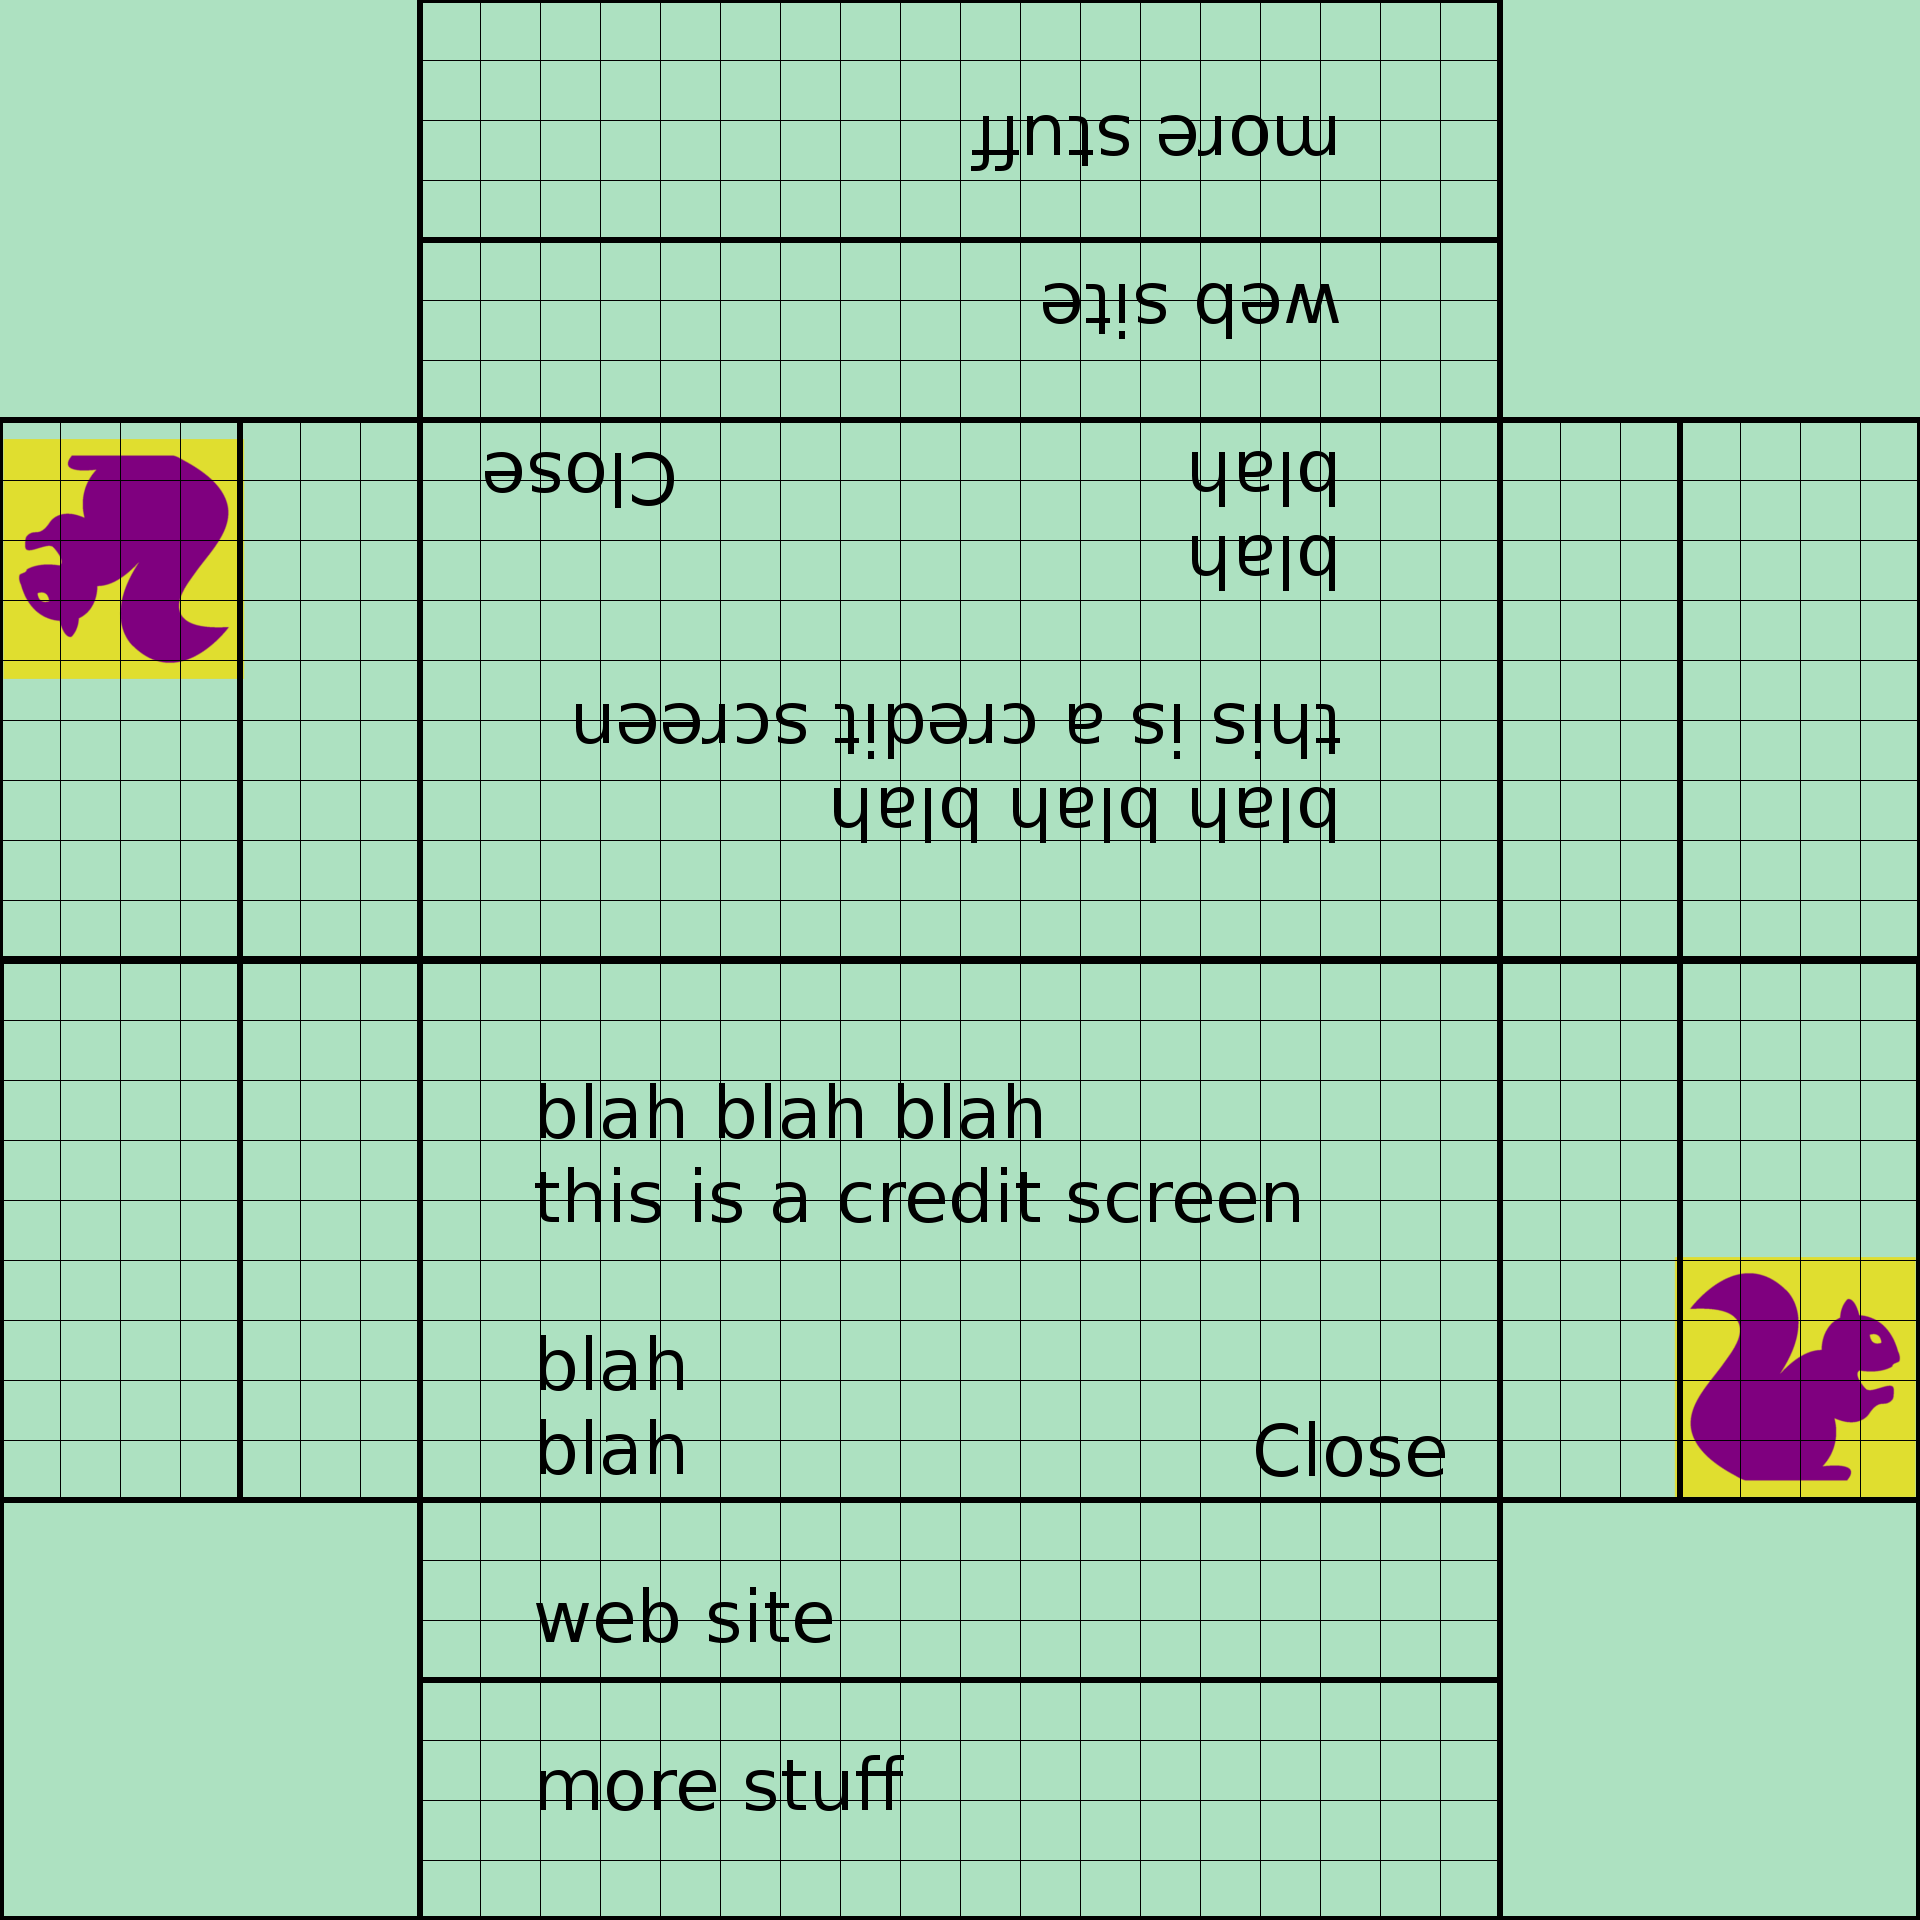 more stuff
web site
Close blah
blah
this is a credit screen
blah blah blah
blah blah blah
this is a credit screen
blah
blah Close
web site
more stuff